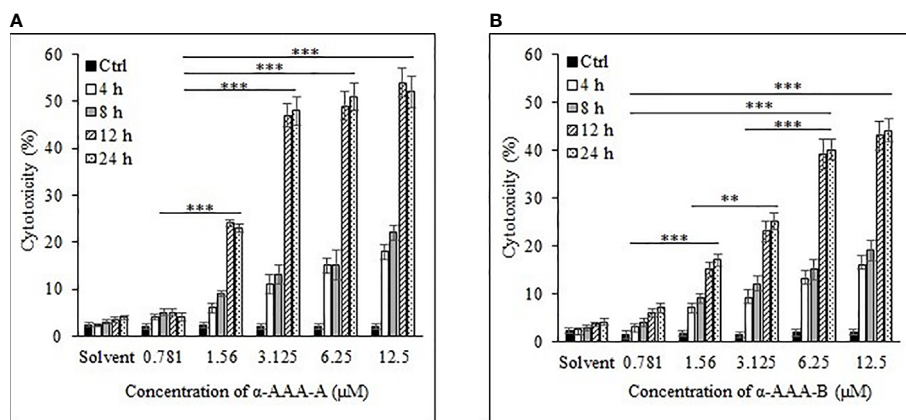 A
60
50
40
30
20
10
0
Cytotoxicity (%)
Ctrl
4 h
8 h
12 h
24 h
***
***
***
***
Solvent 0.781 1.56 3.125 6.25 12.5
Concentration of α-AAA-A (μM)
B
60
50
40
30
20
10
0
Cytotoxicity (%)
Ctrl
4 h
8 h
12 h
24 h
***
***
***
**
***
Solvent 0.781 1.56 3.125 6.25 12.5
Concentration of α-AAA-B (μM)